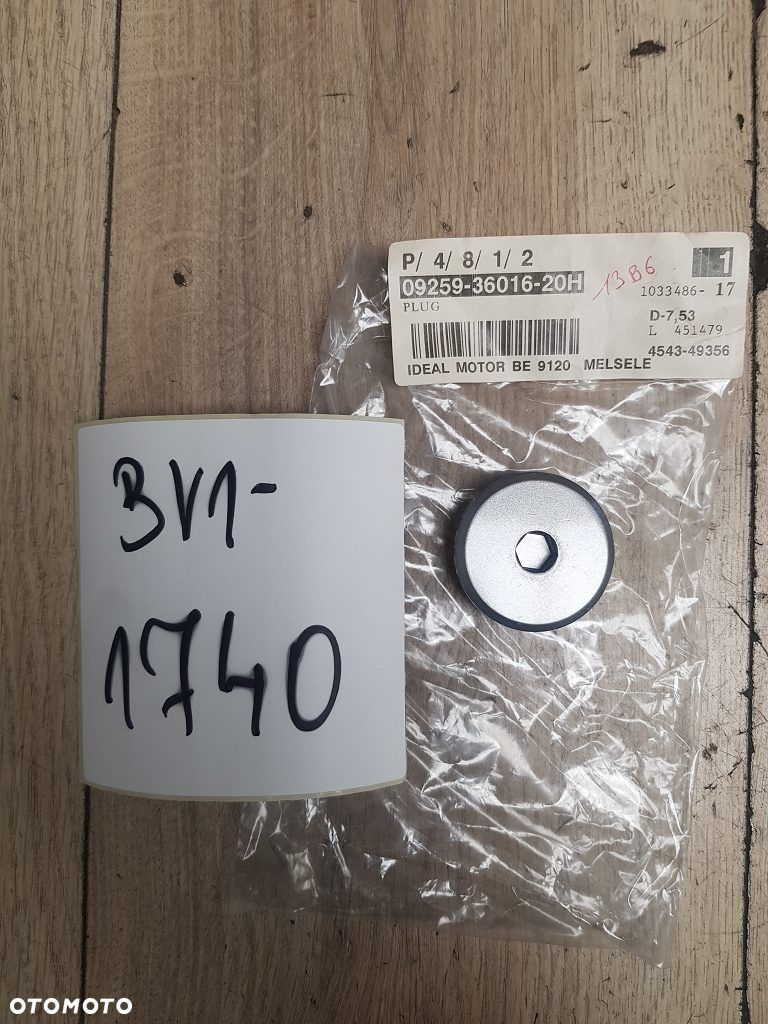 P/ 4/ 8/ 1/ 2
1
09259-36016-20H
13B6
1033486- 17
PLUG
D-7,53
L 451479
4543-49356
IDEAL MOTOR BE 9120 MELSELE
BV1-
1740
OTOMOTO